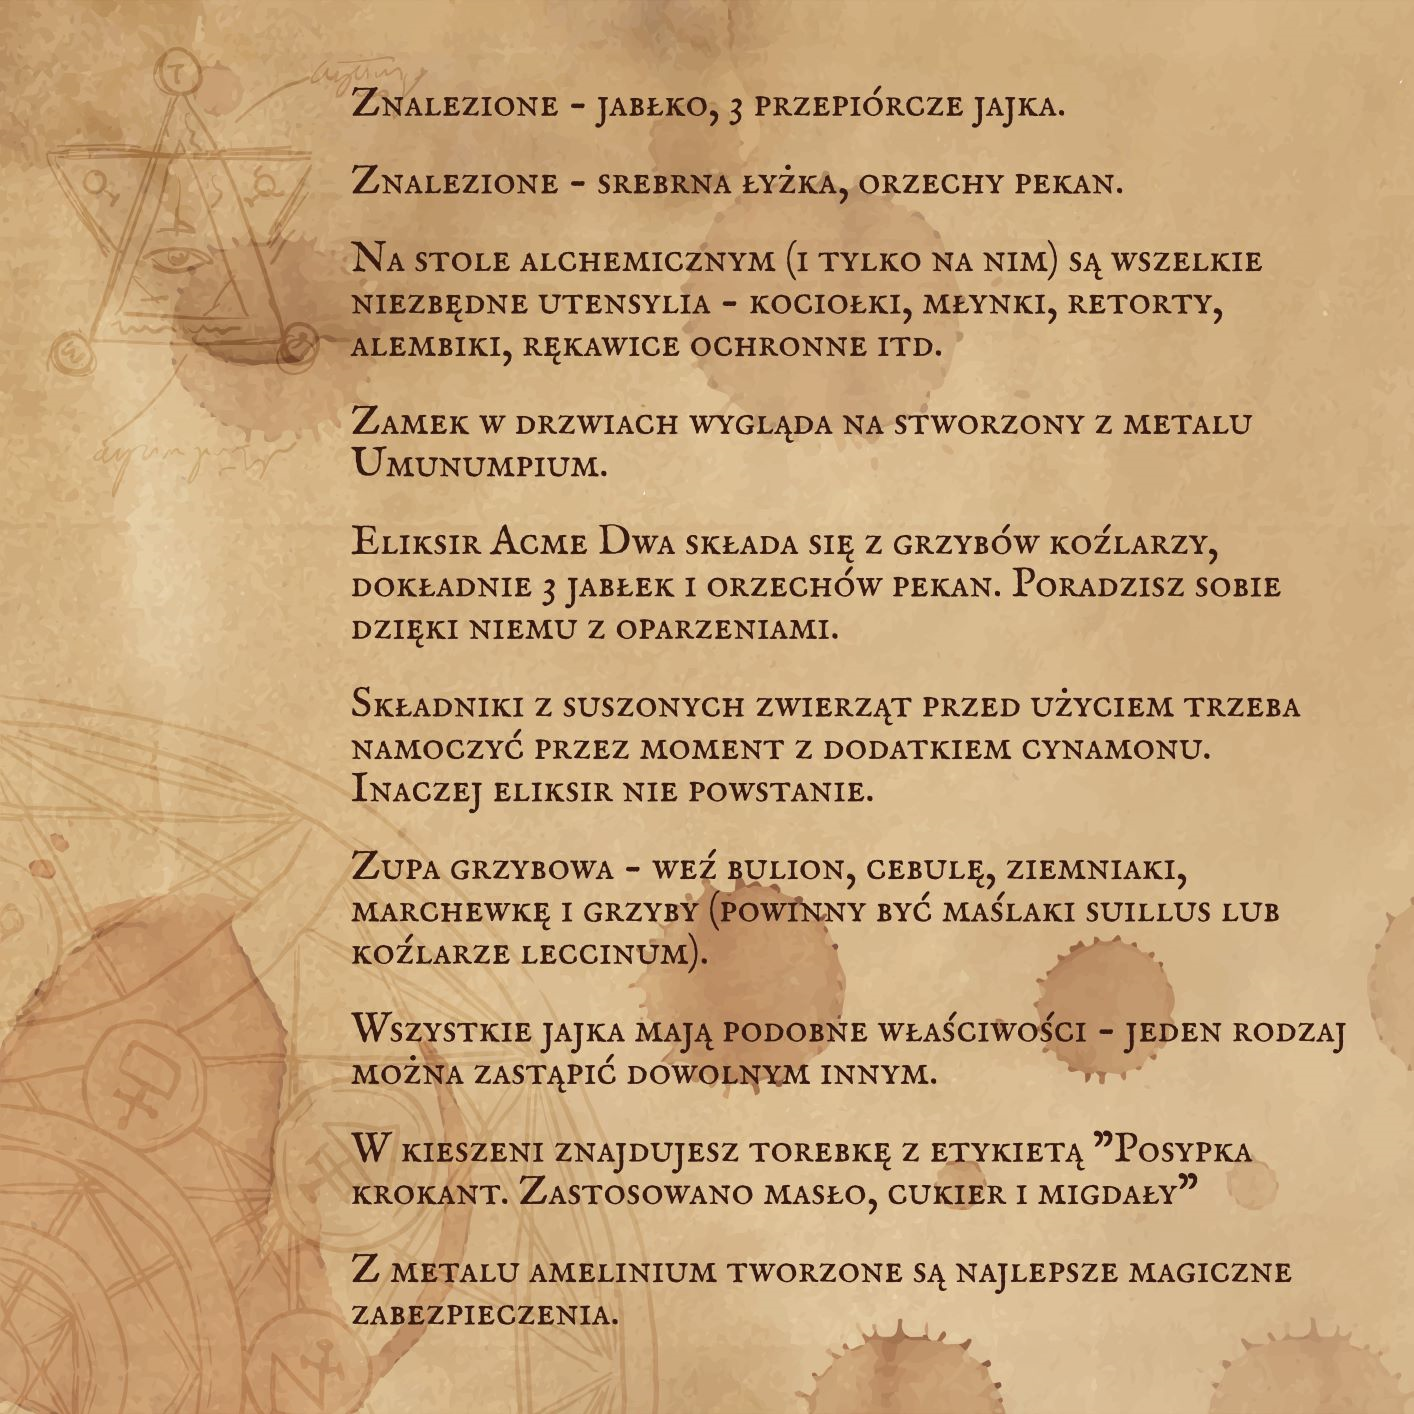 Znalezione - jabłko, 3 przepiórcze jajka.
Znalezione - srebrna łyżka, orzechy pekan.
Na stole alchemicznym (i tylko na nim) są wszelkie
niezbędne utensylia - kociołki, młynki, retorty,
alembiki, rękawice ochronne itd.
Zamek w drzwiach wygląda na stworzony z metalu
Umunumpium.
Eliksir Acme Dwa składa się z grzybów koźlarzy,
dokładnie 3 jabłek i orzechów pekan. Poradzisz sobie
dzięki niemu z oparzeniami.
Składniki z suszonych zwierząt przed użyciem trzeba
namoczyć przez moment z dodatkiem cynamonu.
Inaczej eliksir nie powstanie.
Zupa grzybowa - weź bulion, cebulę, ziemniaki,
marchewkę i grzyby (powinny być maślaki suillus lub
koźlarze leccinum).
Wszystkie jajka mają podobne właściwości - jeden rodzaj
można zastąpić dowolnym innym.
W kieszeni znajdujesz torebkę z etykietą ”Posypka
krokant. Zastosowano masło, cukier i migdały”
Z metalu amelinium tworzone są najlepsze magiczne
zabezpieczenia.